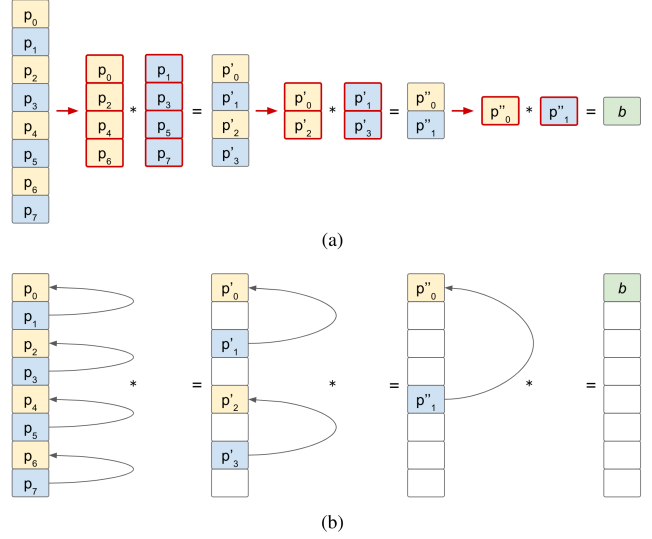 p₀
p₁
p₂ p₀ p₁ p'₀
p₃ p₂ * p₃ = p'₁ p'₀ * p'₁ = p''₀ p''₀ * p''₁ = b
p₄ p₄ p₅ p'₂ p'₂ p'₃ p''₁
p₅ p₆ p₇ p'₃
p₆
p₇
(a)
p₀ p'₀ p''₀ b
p₁
p₂ p'₁
p₃ * = * = * =
p₄ p'₂ p''₁
p₅
p₆ p'₃
p₇
(b)